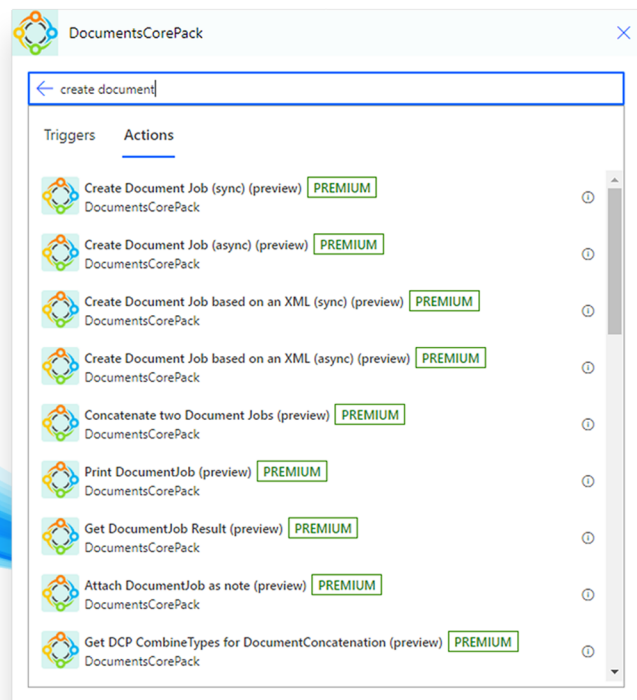 DocumentsCorePack
create document
Triggers Actions
Create Document Job (sync) (preview) PREMIUM
DocumentsCorePack
Create Document Job (async) (preview) PREMIUM
DocumentsCorePack
Create Document Job based on an XML (sync) (preview) PREMIUM
DocumentsCorePack
Create Document Job based on an XML (async) (preview) PREMIUM
DocumentsCorePack
Concatenate two Document Jobs (preview) PREMIUM
DocumentsCorePack
Print DocumentJob (preview) PREMIUM
DocumentsCorePack
Get DocumentJob Result (preview) PREMIUM
DocumentsCorePack
Attach DocumentJob as note (preview) PREMIUM
DocumentsCorePack
Get DCP CombineTypes for DocumentConcatenation (preview) PREMIUM
DocumentsCorePack